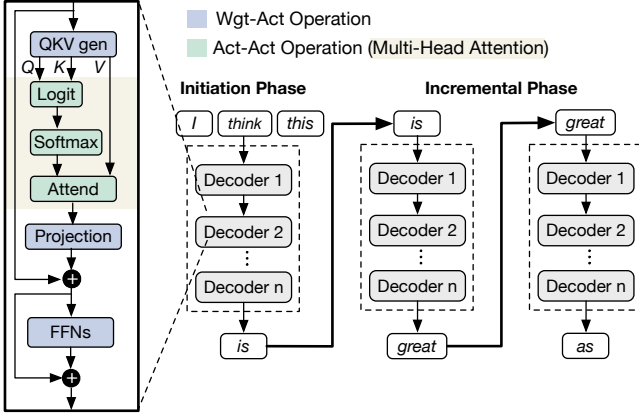 Wgt-Act Operation
Act-Act Operation (Multi-Head Attention)
QKV gen
Q K V
Logit
Softmax
Attend
Projection
+
FFNs
+
Initiation Phase
Incremental Phase
I think this
is
great
Decoder 1
Decoder 2
Decoder n
is
Decoder 1
Decoder 2
Decoder n
great
Decoder 1
Decoder 2
Decoder n
as